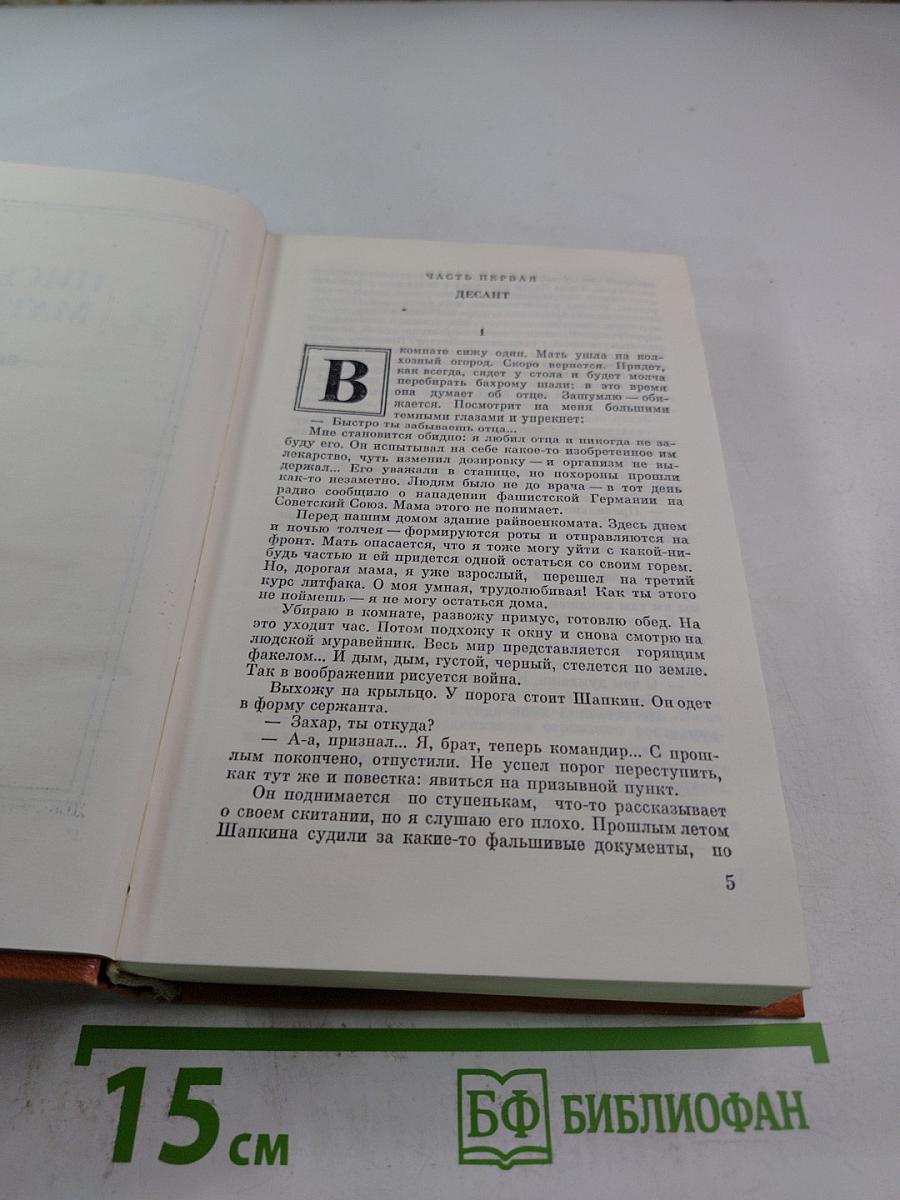 ЧАСТЬ ПЕРВАЯ
ДЕСАНТ
1
В комнате сижу один. Мать ушла на кол-
хозный огород. Скоро вернется. Придет,
как всегда, сядет у стола и будет молча
перебирать бахрому шали: в это время
она думает об отце. Зашумлю — оби-
жается. Посмотрит на меня большими
темными глазами и упрекнет:
— Быстро ты забываешь отца...
Мне становится обидно: я любил отца и никогда не за-
буду его. Он испытывал на себе какое-то изобретенное им
лекарство, чуть изменил дозировку — и организм не вы-
держал... Его уважали в станице, но похороны прошли
как-то незаметно. Людям было не до врача — в тот день
радио сообщило о нападении фашистской Германии на
Советский Союз. Мама этого не понимает.
Перед нашим домом здание райвоенкомата. Здесь днем
и ночью толчея — формируются роты и отправляются на
фронт. Мать опасается, что я тоже могу уйти с какой-ни-
будь частью и ей придется одной остаться со своим горем.
Но, дорогая мама, я уже взрослый, перешел на третий
курс литфака. О моя умная, трудолюбивая! Как ты этого
не поймешь — я не могу остаться дома.
Убираю в комнате, развожу примус, готовлю обед. На
это уходит час. Потом подхожу к окну и снова смотрю на
людской муравейник. Весь мир представляется горящим
факелом... И дым, дым, густой, черный, стелется по земле.
Так в воображении рисуется война.
Выхожу на крыльцо. У порога стоит Шапкин. Он одет
в форму сержанта.
— Захар, ты откуда?
— А-а, признал... Я, брат, теперь командир... С прош-
лым покончено, отпустили. Не успел порог переступить,
как тут же и повестка: явиться на призывной пункт.
Он поднимается по ступенькам, что-то рассказывает
о своем скитании, но я слушаю его плохо. Прошлым летом
Шапкина судили за какие-то фальшивые документы, по
5
15 см
БФ БИБЛИОФАН